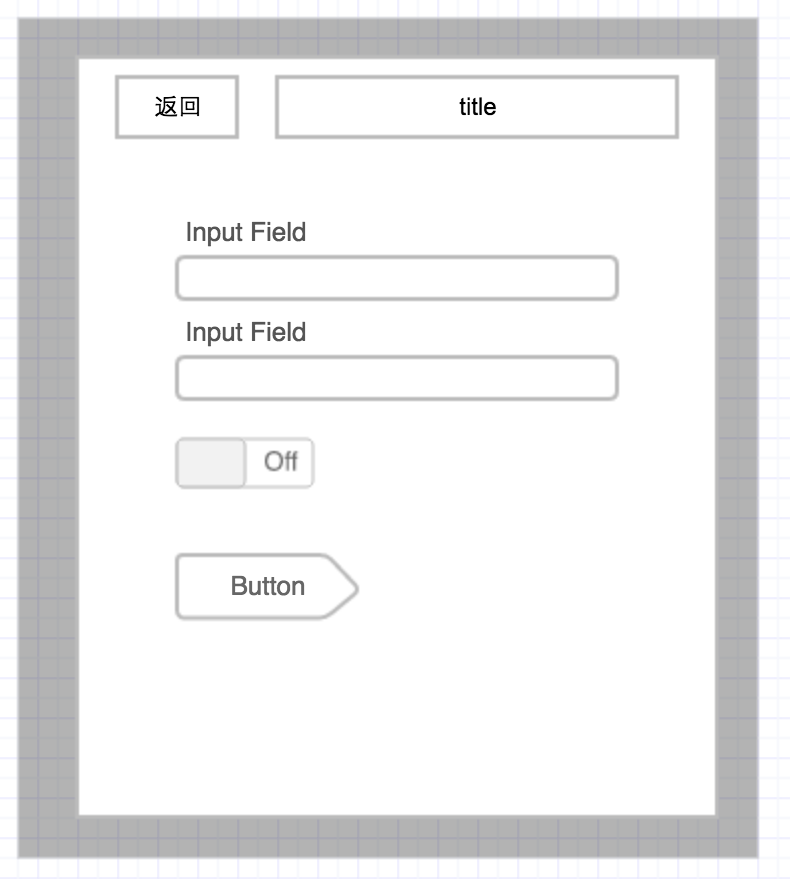 返回
title
Input Field
Input Field
Off
Button